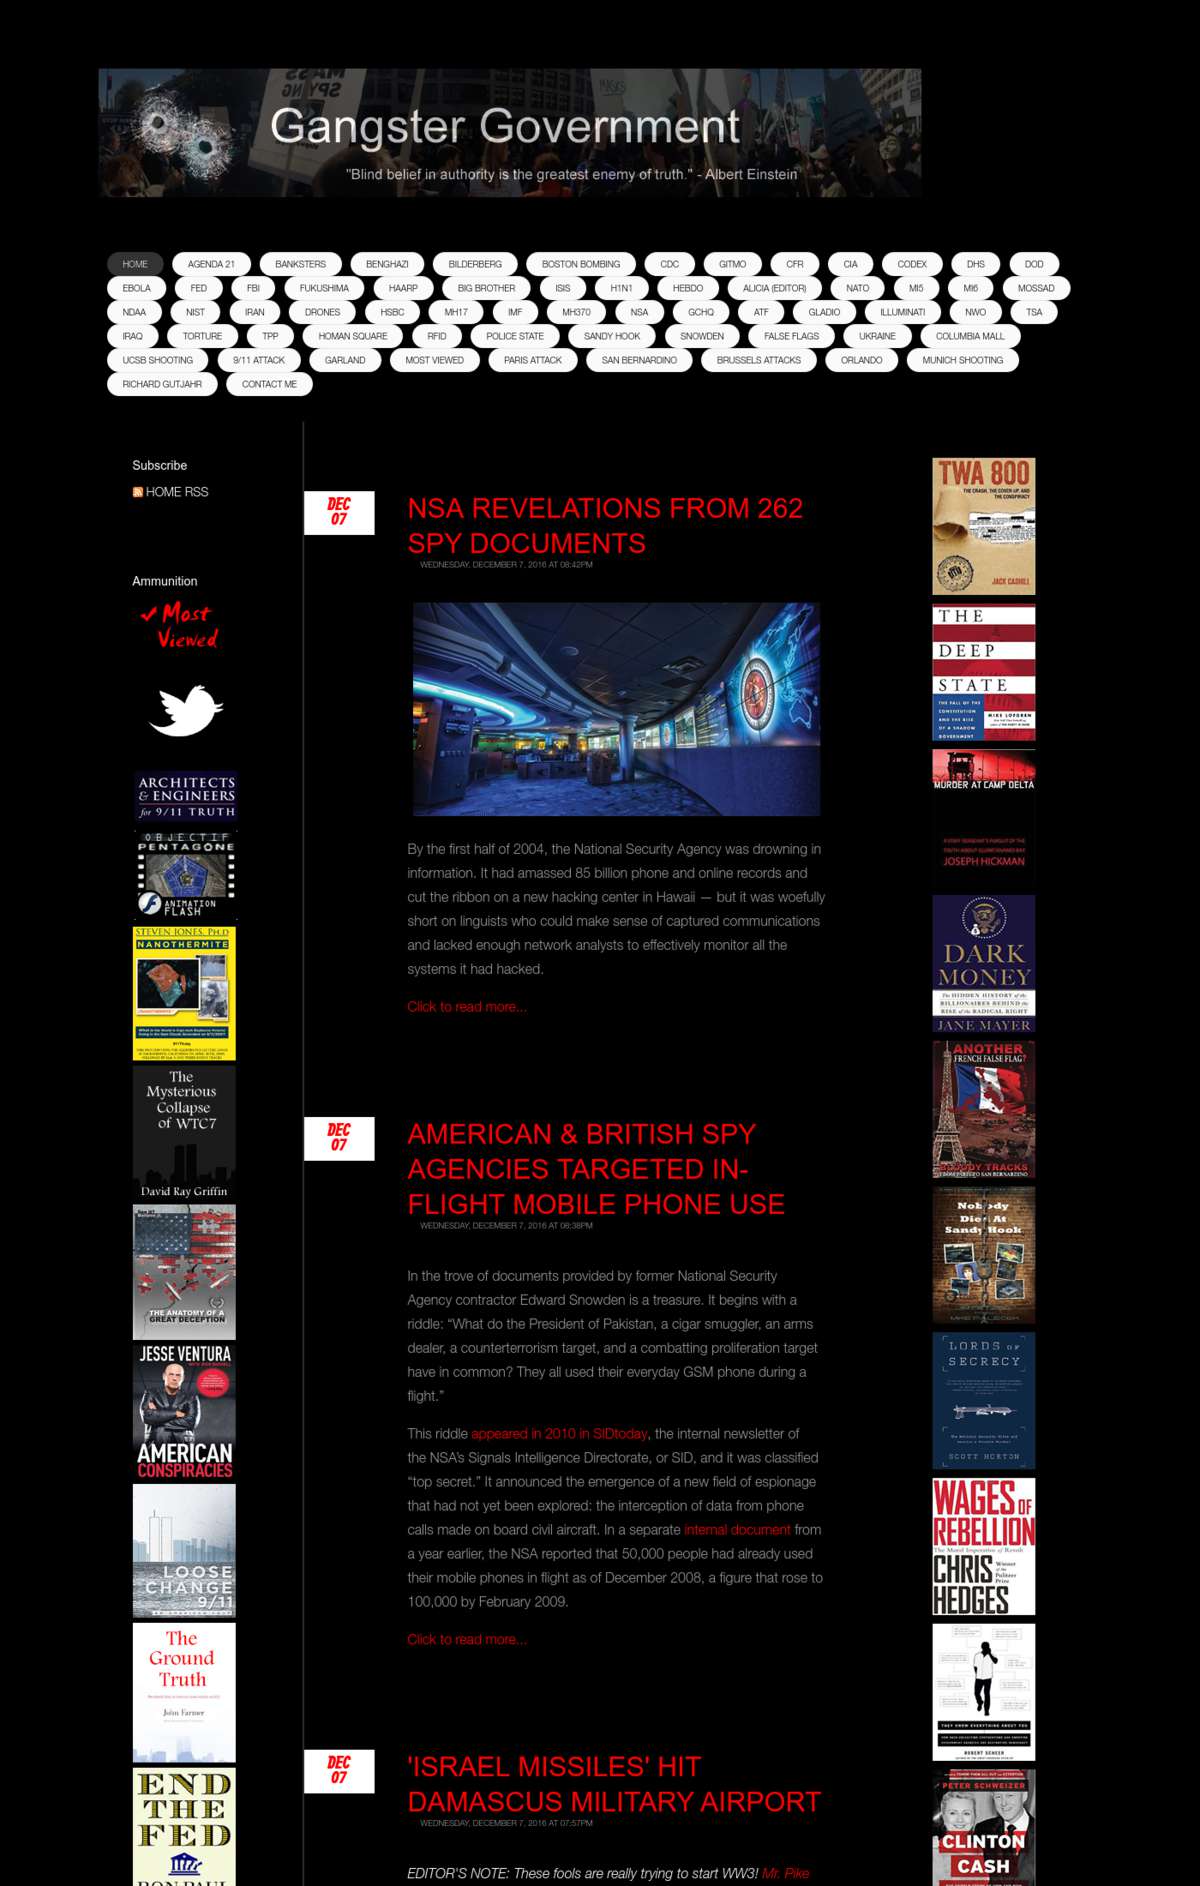 Gangster Government
"Blind belief in authority is the greatest enemy of truth." - Albert Einstein
HOME AGENDA 21 BANKSTERS BENGHAZI BILDERBERG BOSTON BOMBING CDC GITMO CFR CIA CODEX DHS DOD
EBOLA FED FBI FUKUSHIMA HAARP BIG BROTHER ISIS H1N1 HEBDO ALICIA (EDITOR) NATO MI5 MI6 MOSSAD
NDAA NIST IRAN DRONES HSBC MH17 IMF MH370 NSA GCHQ ATF GLADIO ILLUMINATI NWO TSA
IRAQ TORTURE TPP HOMAN SQUARE RFID POLICE STATE SANDY HOOK SNOWDEN FALSE FLAGS UKRAINE COLUMBIA MALL
UCSB SHOOTING 9/11 ATTACK GARLAND MOST VIEWED PARIS ATTACK SAN BERNARDINO BRUSSELS ATTACKS ORLANDO MUNICH SHOOTING
RICHARD GUTJAHR CONTACT ME
Subscribe
HOME RSS
Ammunition
Most
Viewed
ARCHITECTS
& ENGINEERS
for 9/11 TRUTH
OBJECTIF
PENTAGONE
ANIMATION
FLASH
STEVEN JONES, PH.D
NANOTHERMITE
The
Mysterious
Collapse
of WTC7
David Ray Griffin
THE ANATOMY OF A
GREAT DECEPTION
JESSE VENTURA
AMERICAN
CONSPIRACIES
LOOSE
CHANGE
9/11
The
Ground
Truth
John Farmer
END
THE
FED
RON PAUL
DEC
07
NSA REVELATIONS FROM 262
SPY DOCUMENTS
WEDNESDAY, DECEMBER 7, 2016 AT 08:42PM
By the first half of 2004, the National Security Agency was drowning in
information. It had amassed 85 billion phone and online records and
cut the ribbon on a new hacking center in Hawaii — but it was woefully
short on linguists who could make sense of captured communications
and lacked enough network analysts to effectively monitor all the
systems it had hacked.
Click to read more...
DEC
07
AMERICAN & BRITISH SPY
AGENCIES TARGETED IN-
FLIGHT MOBILE PHONE USE
WEDNESDAY, DECEMBER 7, 2016 AT 08:38PM
In the trove of documents provided by former National Security
Agency contractor Edward Snowden is a treasure. It begins with a
riddle: “What do the President of Pakistan, a cigar smuggler, an arms
dealer, a counterterrorism target, and a combatting proliferation target
have in common? They all used their everyday GSM phone during a
flight.”
This riddle appeared in 2010 in SIDtoday, the internal newsletter of
the NSA’s Signals Intelligence Directorate, or SID, and it was classified
“top secret.” It announced the emergence of a new field of espionage
that had not yet been explored: the interception of data from phone
calls made on board civil aircraft. In a separate internal document from
a year earlier, the NSA reported that 50,000 people had already used
their mobile phones in flight as of December 2008, a figure that rose to
100,000 by February 2009.
Click to read more...
DEC
07
'ISRAEL MISSILES' HIT
DAMASCUS MILITARY AIRPORT
WEDNESDAY, DECEMBER 7, 2016 AT 07:57PM
EDITOR'S NOTE: These fools are really trying to start WW3! Mr. Pike
TWA 800
THE CRASH, THE COVER-UP, AND
THE CONSPIRACY
JACK CASHILL
THE
DEEP
STATE
THE FALL OF THE
CONSTITUTION
AND THE RISE
OF A SHADOW
GOVERNMENT
MIKE LOFGREN
MURDER AT CAMP DELTA
A STAFF SERGEANT'S PURSUIT OF THE
TRUTH ABOUT GUANTANAMO BAY
JOSEPH HICKMAN
DARK
MONEY
The HIDDEN HISTORY of the
BILLIONAIRES BEHIND the
RISE of the RADICAL RIGHT
JANE MAYER
ANOTHER
FRENCH FALSE FLAG?
BLOODY TRACKS
FROM PARIS TO SAN BERNARDINO
Nobody
Died At
Sandy Hook
LORDS OF
SECRECY
SCOTT HORTON
WAGES OF
REBELLION
The Moral Imperative of Revolt
CHRIS
HEDGES
Winner
of the
Pulitzer
Prize
THEY KNOW EVERYTHING ABOUT YOU
ROBERT SCHEER
PETER SCHWEIZER
CLINTON
CASH